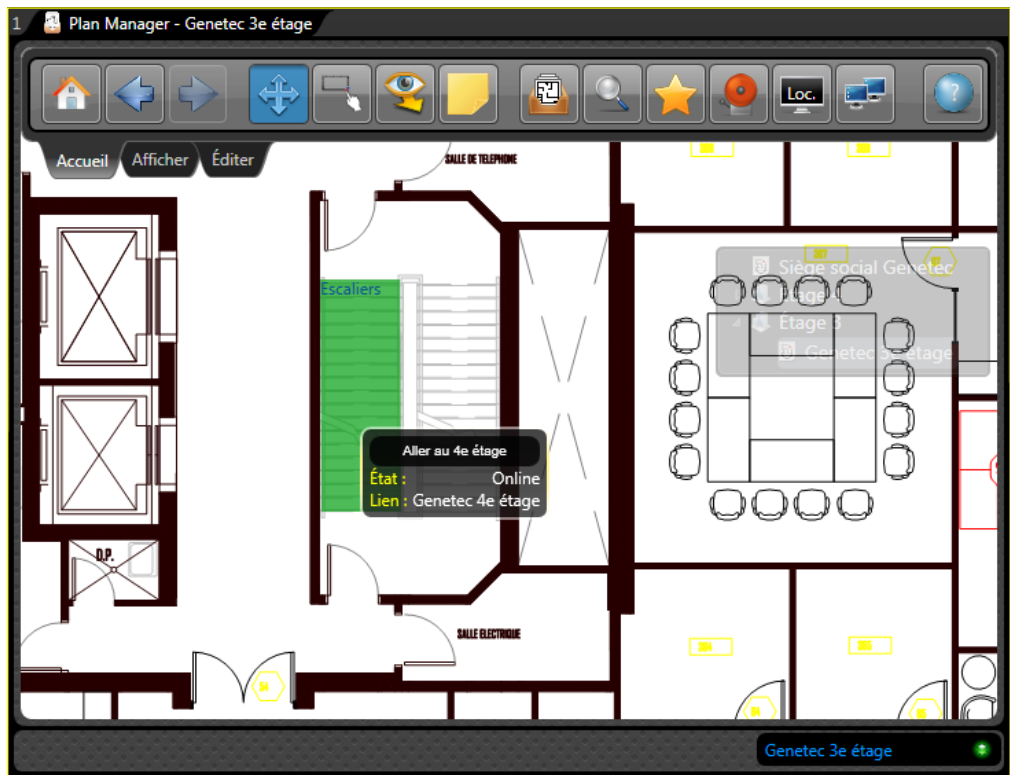 1 Plan Manager - Genetec 3e étage
Loc.
?
Accueil Afficher Éditer
SALLE DE TELEPHONE
Siège social Genetec
Étage 4
Étage 3
Genetec 3e étage
Escaliers
Aller au 4e étage
État : Online
Lien : Genetec 4e étage
D.P.
SALLE ELECTRIQUE
Genetec 3e étage